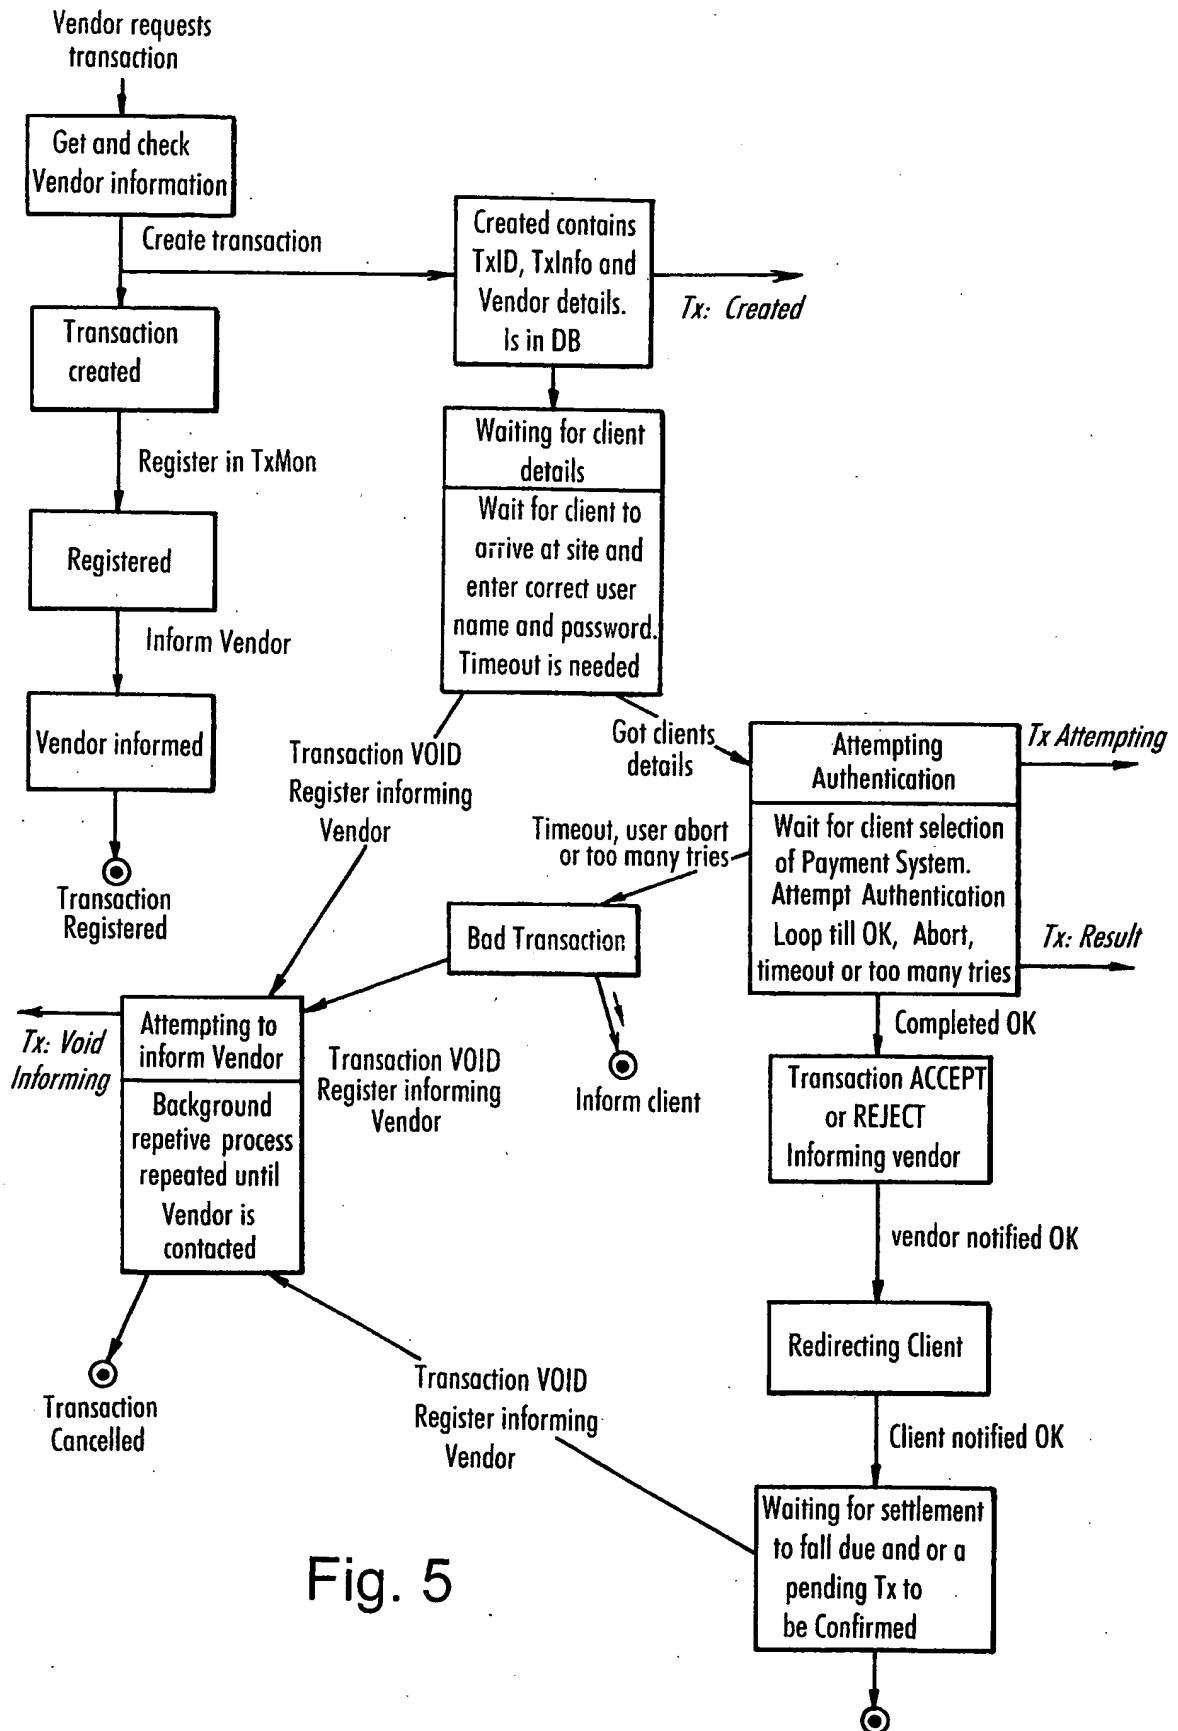 Vendor requests
transaction
Get and check
Vendor information
Create transaction
Created contains
TxID, TxInfo and
Vendor details.
Is in DB
Tx: Created
Transaction
created
Register in TxMon
Registered
Inform Vendor
Vendor informed
Transaction
Registered
Waiting for client
details
Wait for client to
arrive at site and
enter correct user
name and password.
Timeout is needed
Transaction VOID
Register informing
Vendor
Got clients
details
Attempting
Authentication
Tx Attempting
Wait for client selection
of Payment System.
Attempt Authentication
Loop till OK, Abort,
timeout or too many tries
Tx: Result
Timeout, user abort
or too many tries
Bad Transaction
Inform client
Attempting to
inform Vendor
Tx: Void
Informing
Background
repetive process
repeated until
Vendor is
contacted
Transaction VOID
Register informing
Vendor
Completed OK
Transaction ACCEPT
or REJECT
Informing vendor
vendor notified OK
Redirecting Client
Client notified OK
Transaction
Cancelled
Transaction VOID
Register informing
Vendor
Waiting for settlement
to fall due and or a
pending Tx to
be Confirmed
Fig. 5